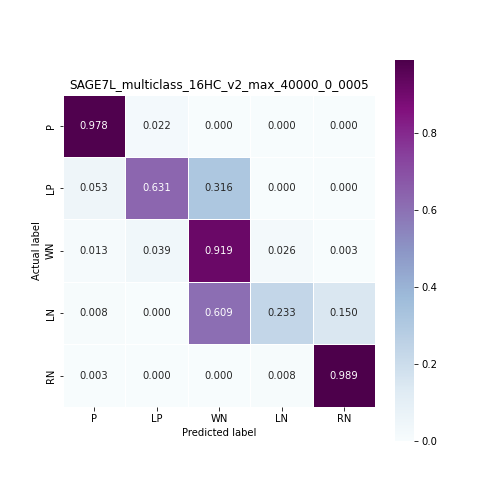 SAGE7L_multiclass_16HC_v2_max_40000_0_0005
P 0.978 0.022 0.000 0.000 0.000
LP 0.053 0.631 0.316 0.000 0.000
WN 0.013 0.039 0.919 0.026 0.003
LN 0.008 0.000 0.609 0.233 0.150
RN 0.003 0.000 0.000 0.008 0.989
Actual label
P LP WN LN RN
Predicted label
0.8
0.6
0.4
0.2
0.0